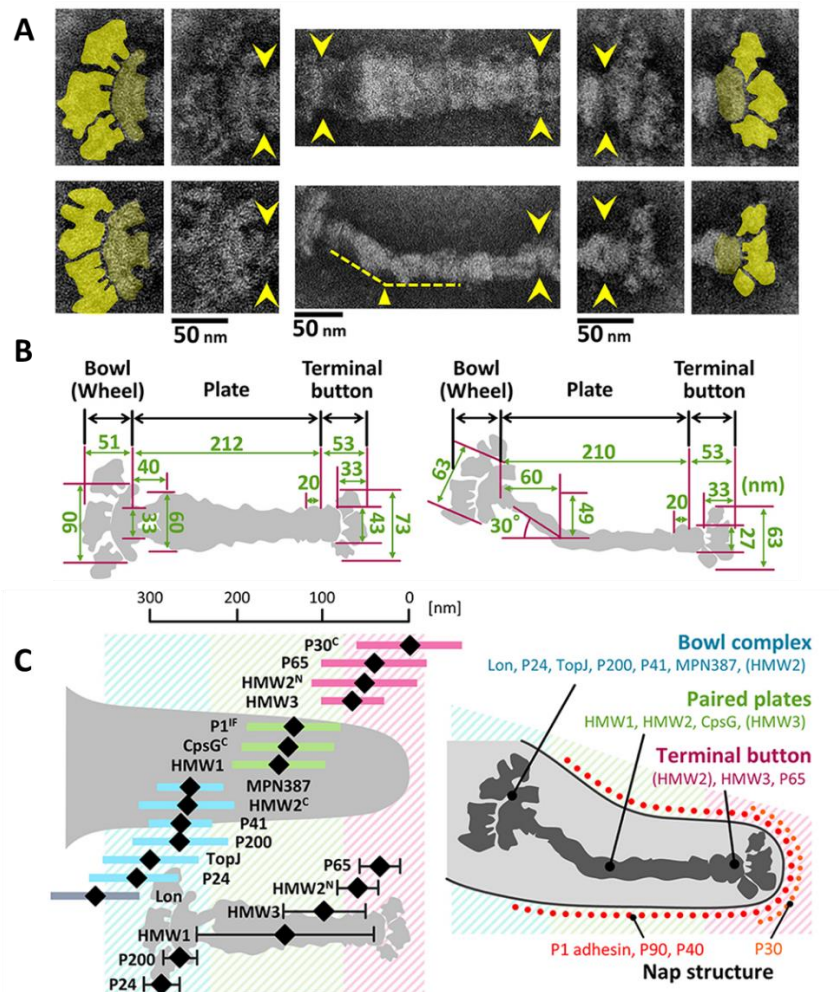 A
50 nm
50 nm
50 nm
B
Bowl
(Wheel)
Plate
Terminal
button
Bowl
(Wheel)
Plate
Terminal
button
51
212
53
40
33
20
96
33
60
43
73
210
53
63
60
33
(nm)
20
49
30°
27
63
300
200
100
0
[nm]
C
P30C
P65
HMW2N
HMW3
P1IF
CpsGC
HMW1
MPN387
HMW2C
P41
P200
TopJ
P24
Lon
P65
HMW2N
HMW3
HMW1
P200
P24
Bowl complex
Lon, P24, TopJ, P200, P41, MPN387, (HMW2)
Paired plates
HMW1, HMW2, CpsG, (HMW3)
Terminal button
(HMW2), HMW3, P65
P1 adhesin, P90, P40
P30
Nap structure